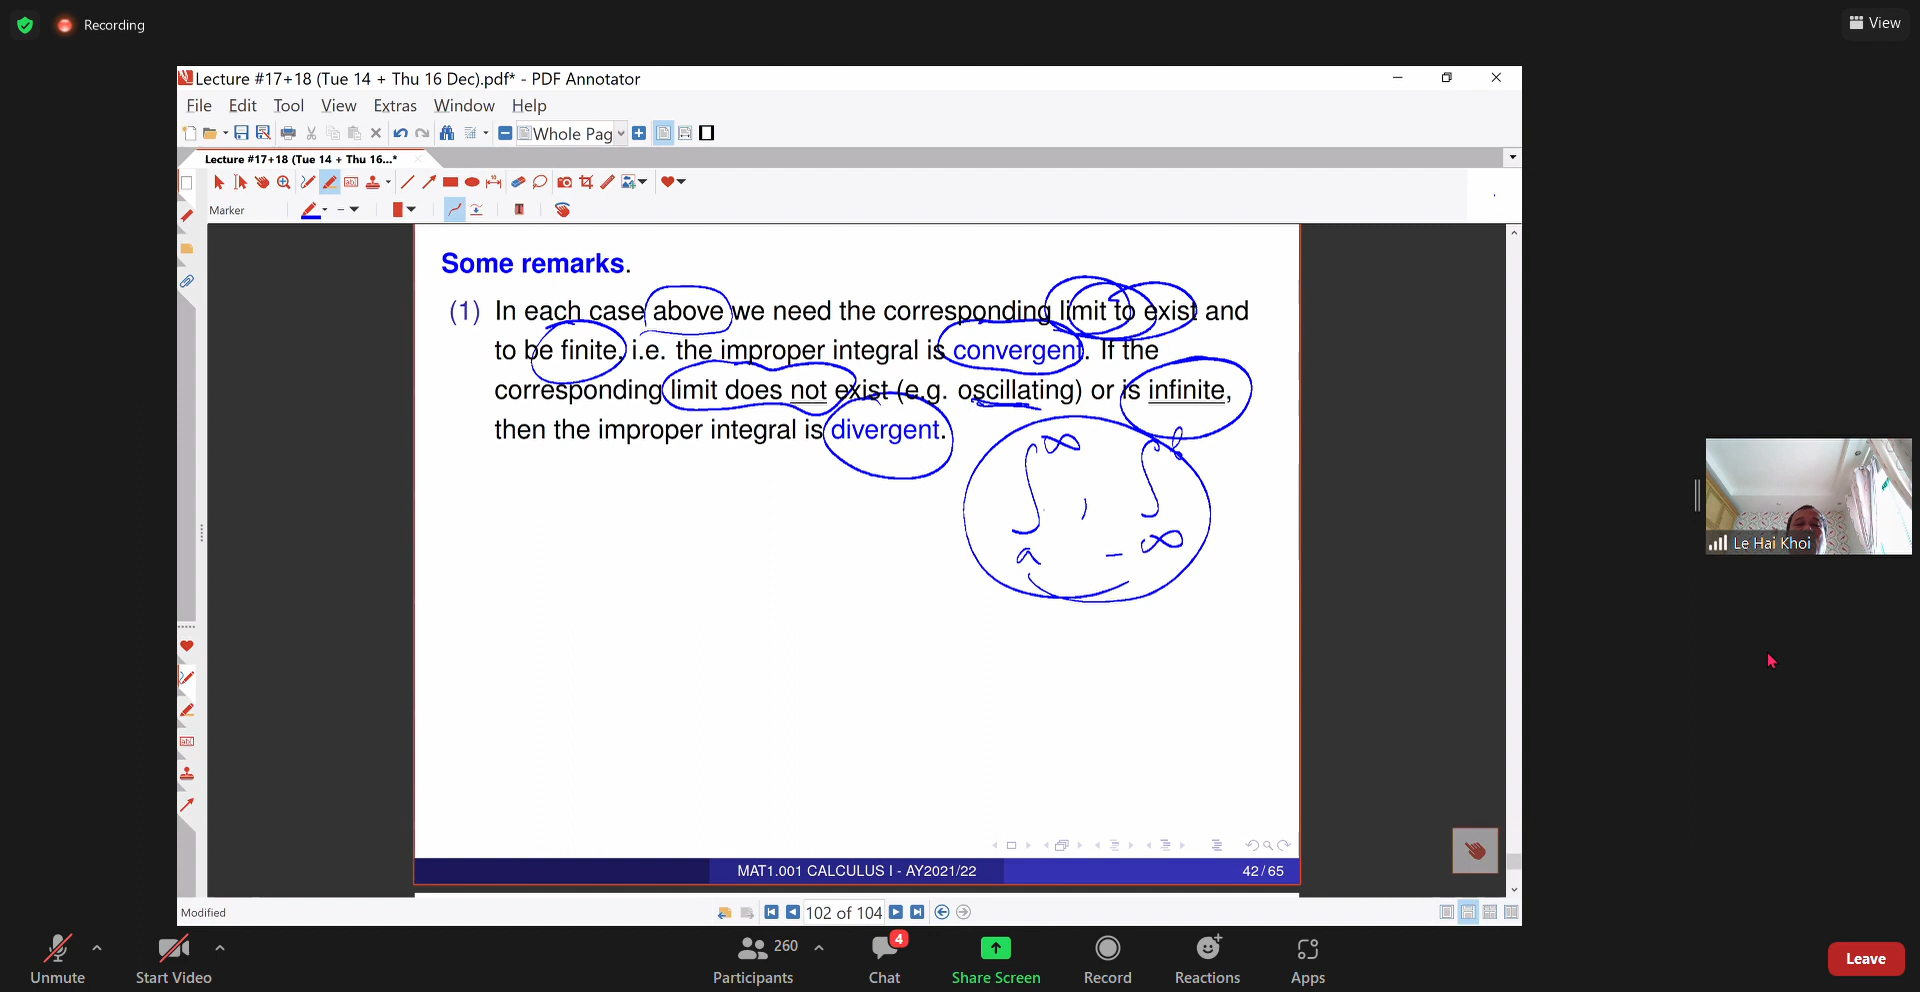 Recording
View
Lecture #17+18 (Tue 14 + Thu 16 Dec).pdf* - PDF Annotator
File Edit Tool View Extras Window Help
Whole Pag
Lecture #17+18 (Tue 14 + Thu 16...*
Marker
Some remarks.
(1) In each case above we need the corresponding limit to exist and
to be finite, i.e. the improper integral is convergent. If the
corresponding limit does not exist (e.g. oscillating) or is infinite,
then the improper integral is divergent.
∫ₐ^∞ , ∫₋∞^b
Le Hai Khoi
MAT1.001 CALCULUS I - AY2021/22 42/65
Modified
102 of 104
Unmute Start Video 260 Participants 4 Chat Share Screen Record Reactions Apps Leave